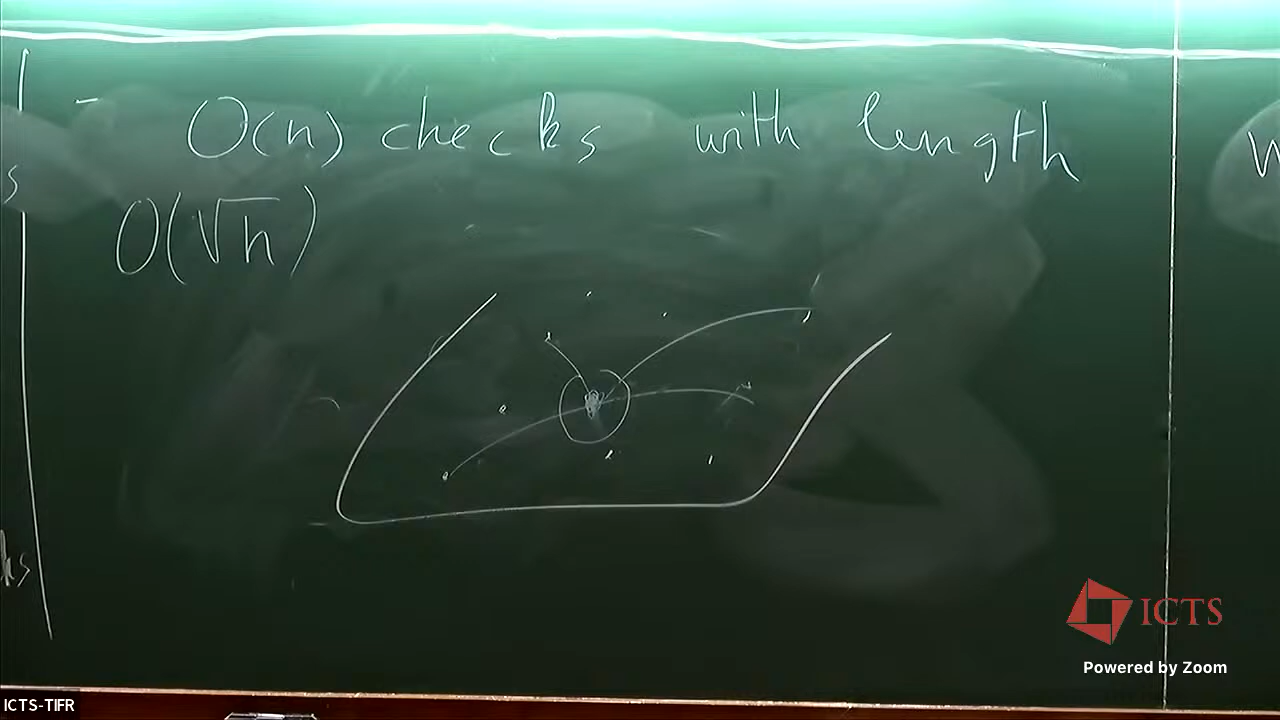 - O(n) checks with length
O(√n)
ICTS
Powered by Zoom
ICTS-TIFR